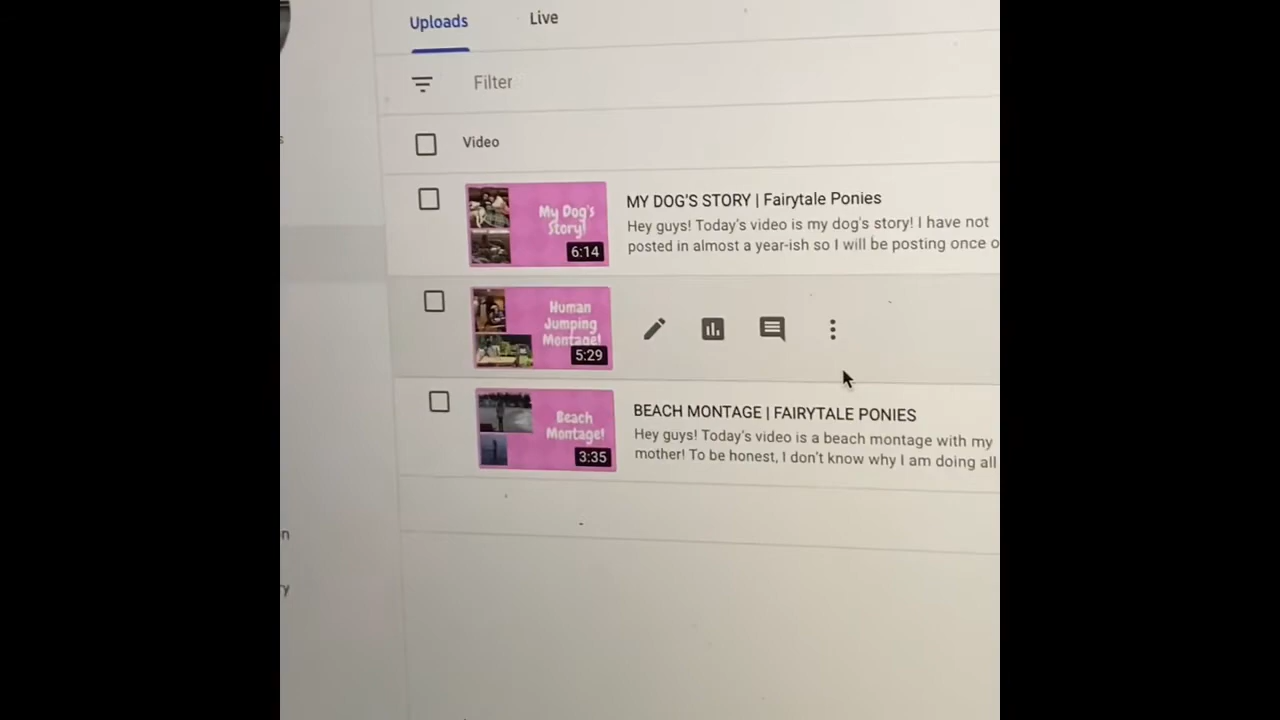 Uploads
Live
Filter
Video
My Dog's
Story!
6:14
MY DOG'S STORY | Fairytale Ponies
Hey guys! Today's video is my dog's story! I have not
posted in almost a year-ish so I will be posting once o
Human
Jumping
Montage!
5:29
Beach
Montage!
3:35
BEACH MONTAGE | FAIRYTALE PONIES
Hey guys! Today's video is a beach montage with my
mother! To be honest, I don't know why I am doing all
n
ry